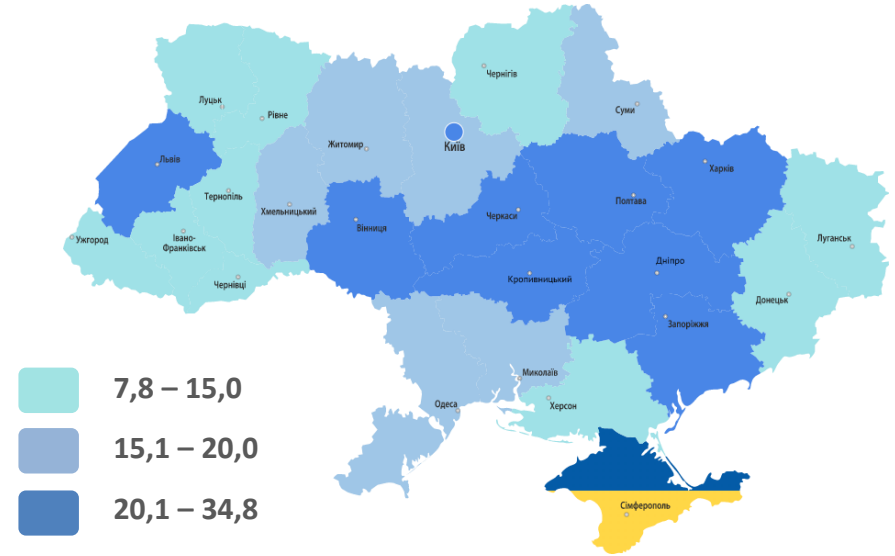 Чернігів
Луцьк
Рівне
Суми
Житомир
Київ
Львів
Харків
Тернопіль
Хмельницький
Полтава
Черкаси
Вінниця
Ужгород
Івано-
Франківськ
Луганськ
Дніпро
Чернівці
Кропивницький
Донецьк
Запоріжжя
Миколаїв
Одеса
Херсон
Сімферополь
7,8 – 15,0
15,1 – 20,0
20,1 – 34,8